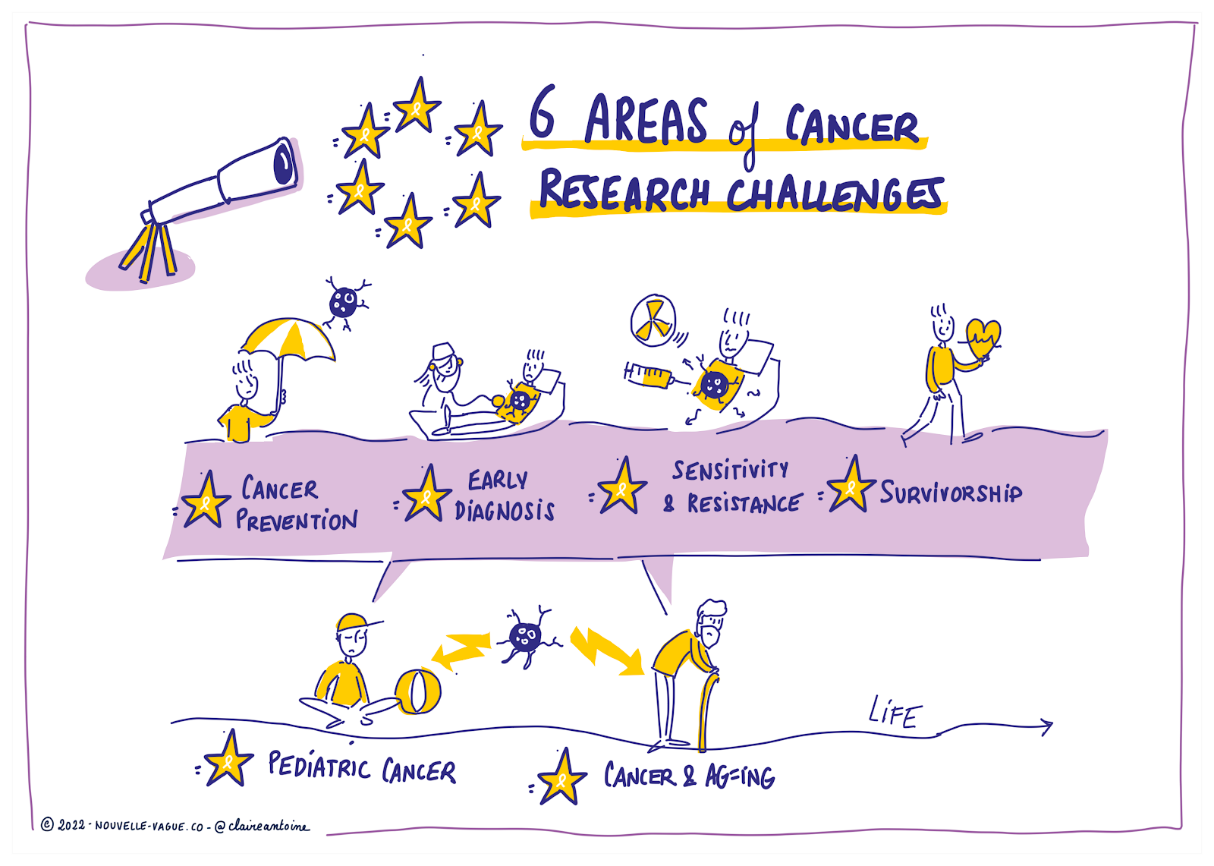 6 AREAS of CANCER
RESEARCH CHALLENGES
CANCER
PREVENTION
EARLY
DIAGNOSIS
SENSITIVITY
& RESISTANCE
SURVIVORSHIP
LIFE
PEDIATRIC CANCER
CANCER & AGEING
© 2022 - NOUVELLE-VAGUE.CO - @claireantoine